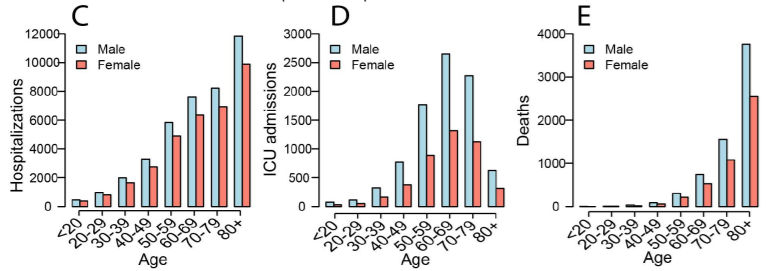 C
Hospitalizations
12000
10000
8000
6000
4000
2000
0
Male
Female
<20
20-29
30-39
40-49
50-59
60-69
70-79
80+
Age
D
ICU admissions
3000
2500
2000
1500
1000
500
0
Male
Female
<20
20-29
30-39
40-49
50-59
60-69
70-79
80+
Age
E
Deaths
4000
3000
2000
1000
0
Male
Female
<20
20-29
30-39
40-49
50-59
60-69
70-79
80+
Age